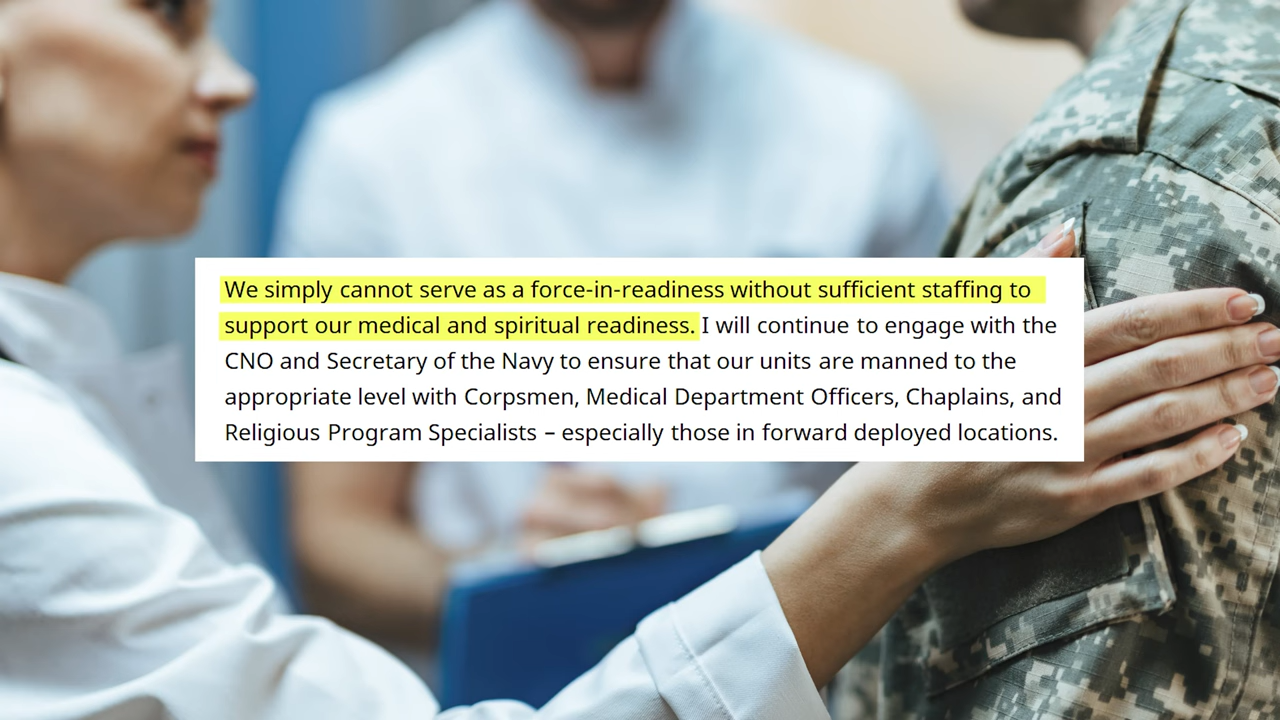 We simply cannot serve as a force-in-readiness without sufficient staffing to
support our medical and spiritual readiness. I will continue to engage with the
CNO and Secretary of the Navy to ensure that our units are manned to the
appropriate level with Corpsmen, Medical Department Officers, Chaplains, and
Religious Program Specialists – especially those in forward deployed locations.